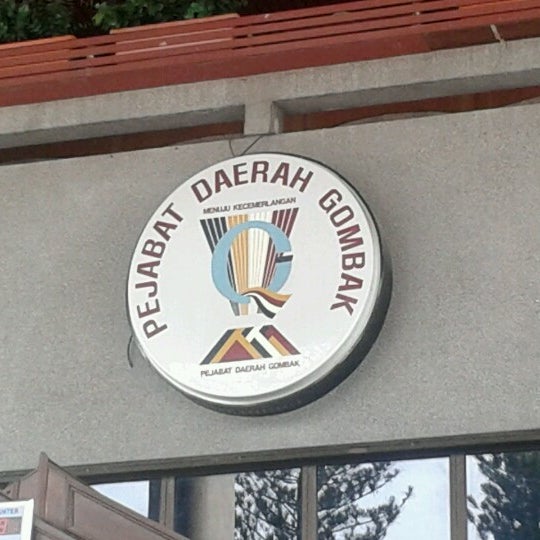 PEJABAT DAERAH GOMBAK
MENUJU KECEMERLANGAN
Q
PEJABAT DAERAH GOMBAK